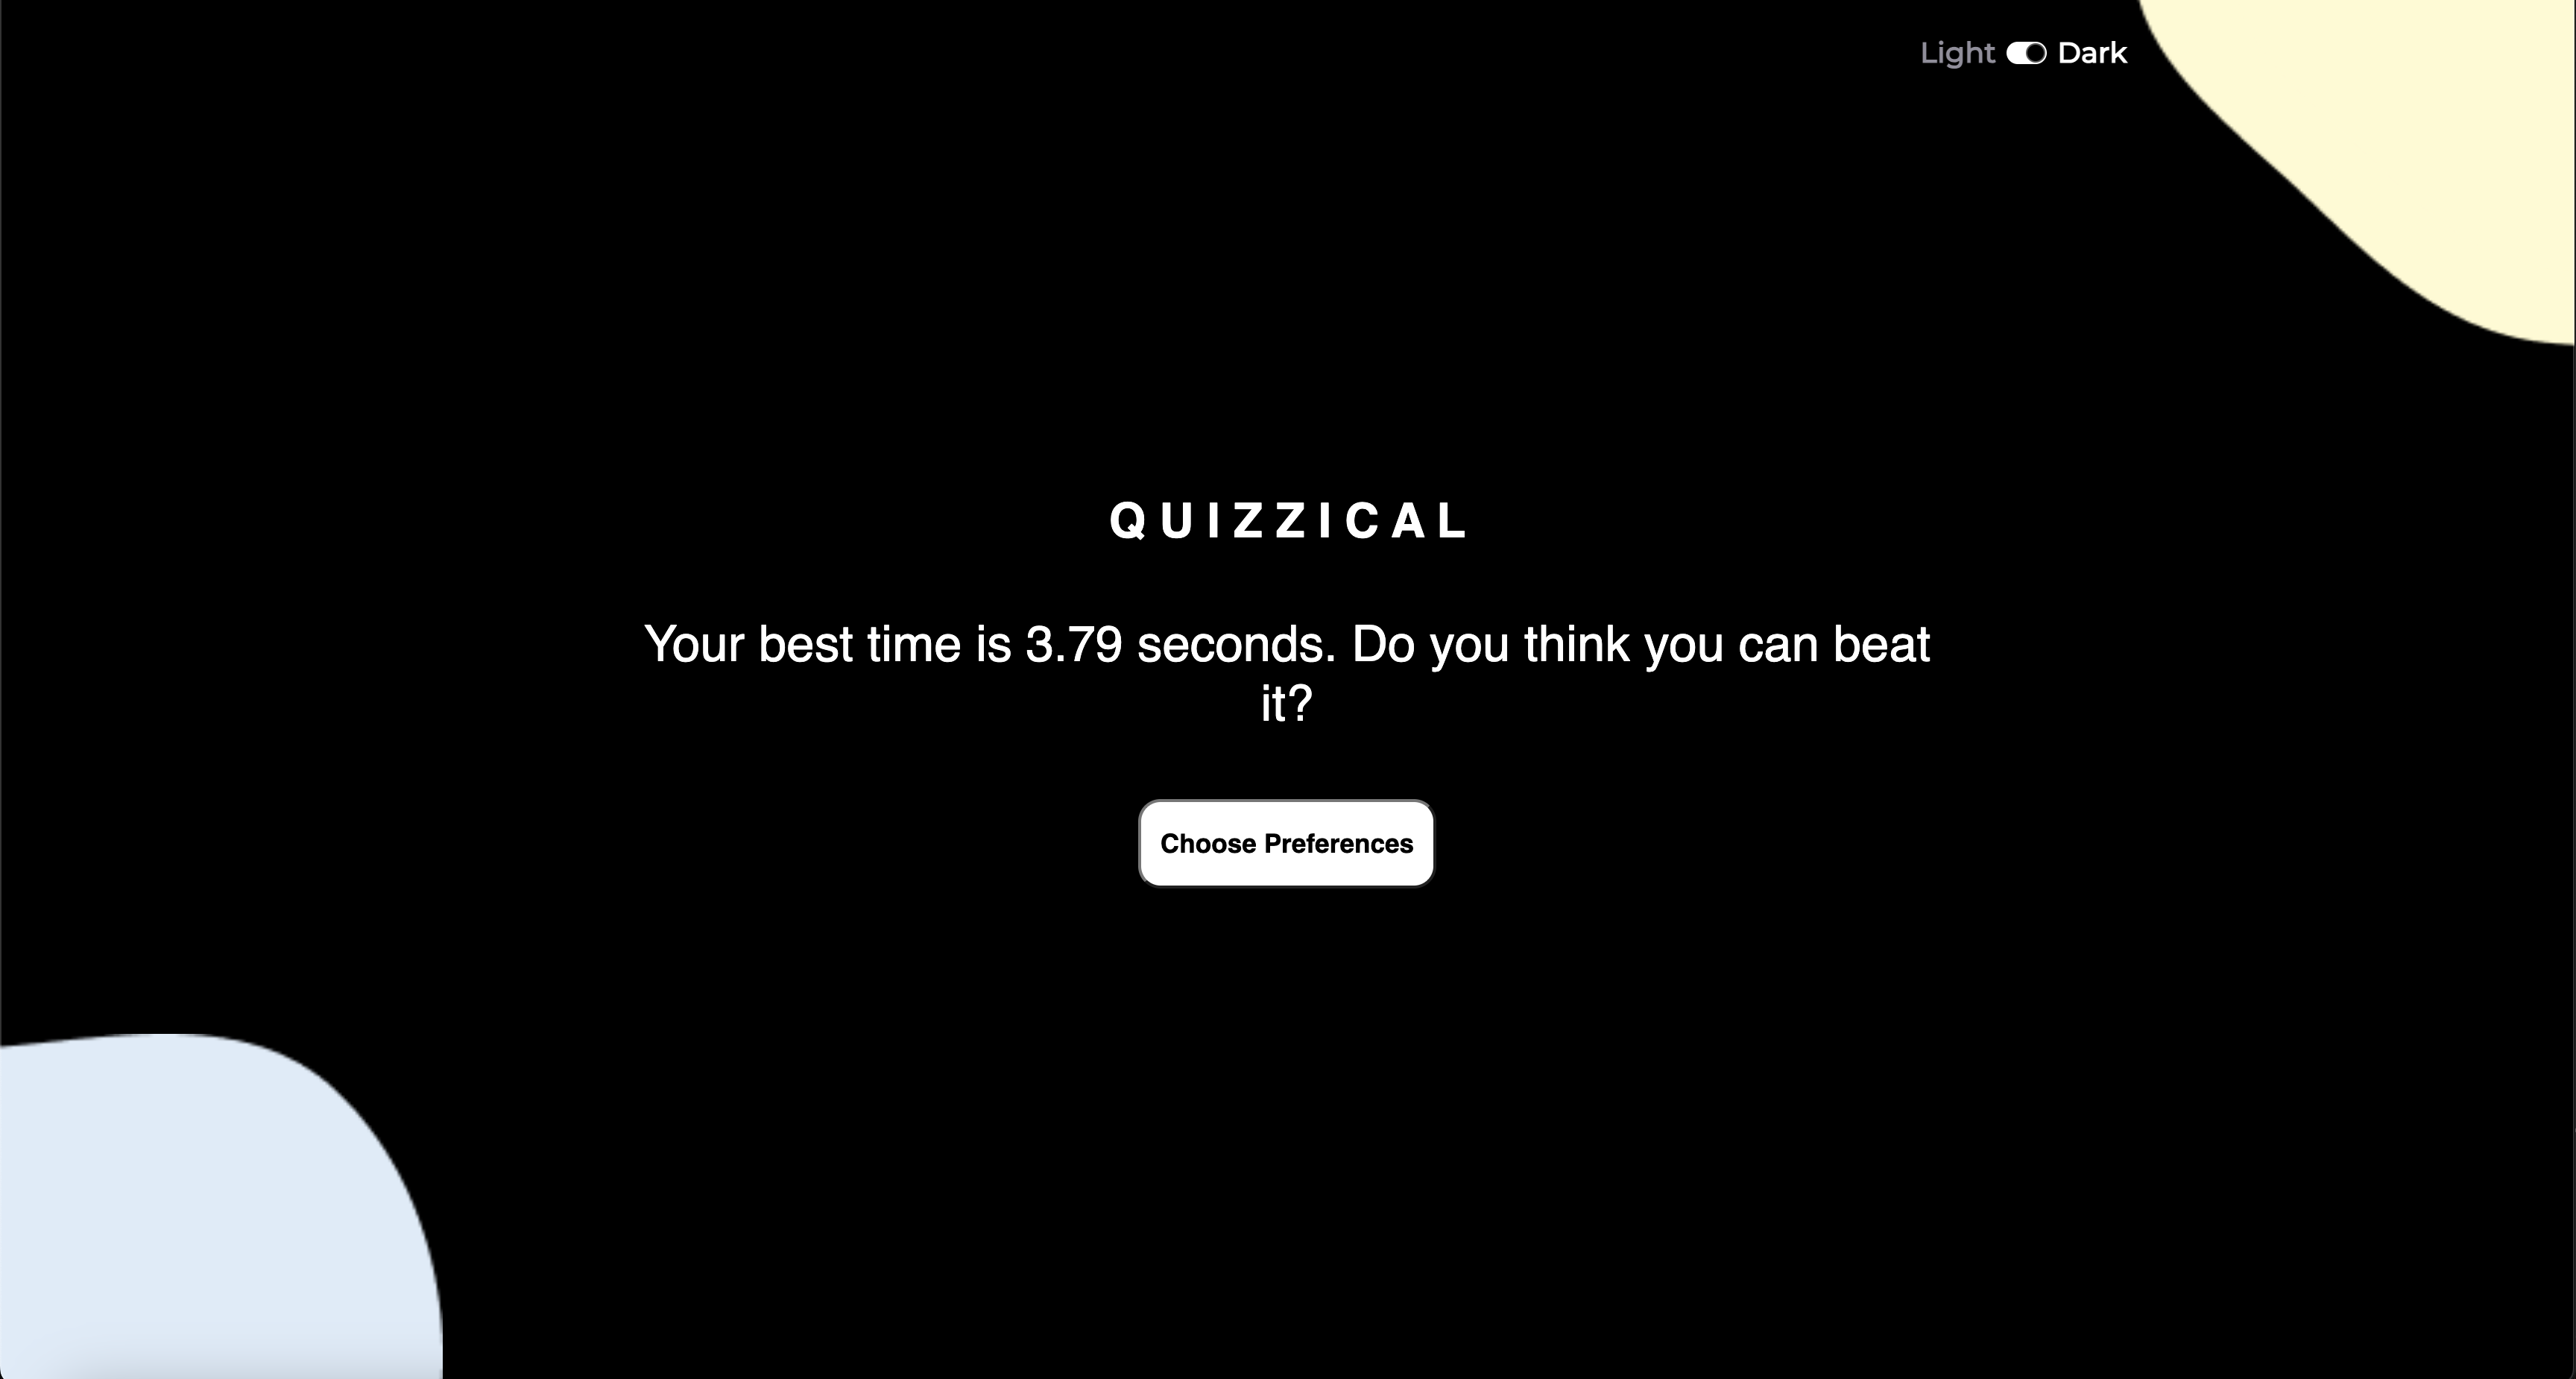 Light Dark
QUIZZICAL
Your best time is 3.79 seconds. Do you think you can beat
it?
Choose Preferences